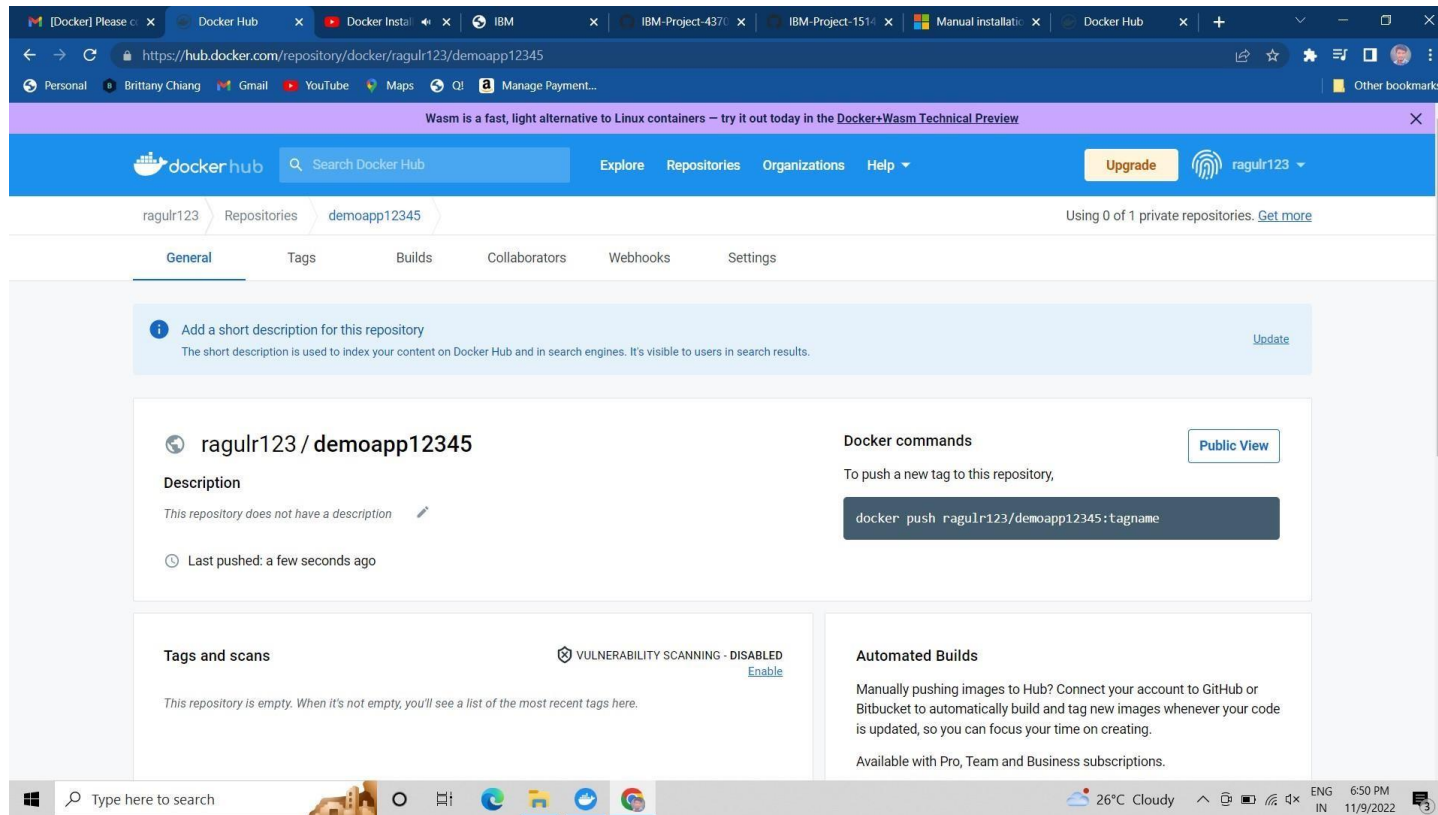 [Docker] Please c
Docker Hub
Docker Instal
IBM
IBM-Project-4370
IBM-Project-1514
Manual installatio
Docker Hub
https://hub.docker.com/repository/docker/ragulr123/demoapp12345
Personal
Brittany Chiang
Gmail
YouTube
Maps
Q!
Manage Payment...
Other bookmarks
Wasm is a fast, light alternative to Linux containers — try it out today in the Docker+Wasm Technical Preview
dockerhub
Search Docker Hub
Explore
Repositories
Organizations
Help
Upgrade
ragulr123
ragulr123
Repositories
demoapp12345
Using 0 of 1 private repositories. Get more
General
Tags
Builds
Collaborators
Webhooks
Settings
Add a short description for this repository
The short description is used to index your content on Docker Hub and in search engines. It's visible to users in search results.
Update
ragulr123 / demoapp12345
Description
This repository does not have a description
Last pushed: a few seconds ago
Docker commands
Public View
To push a new tag to this repository,
docker push ragulr123/demoapp12345:tagname
Tags and scans
VULNERABILITY SCANNING - DISABLED
Enable
This repository is empty. When it's not empty, you'll see a list of the most recent tags here.
Automated Builds
Manually pushing images to Hub? Connect your account to GitHub or
Bitbucket to automatically build and tag new images whenever your code
is updated, so you can focus your time on creating.
Available with Pro, Team and Business subscriptions.
Type here to search
26°C Cloudy
ENG
IN
6:50 PM
11/9/2022
3